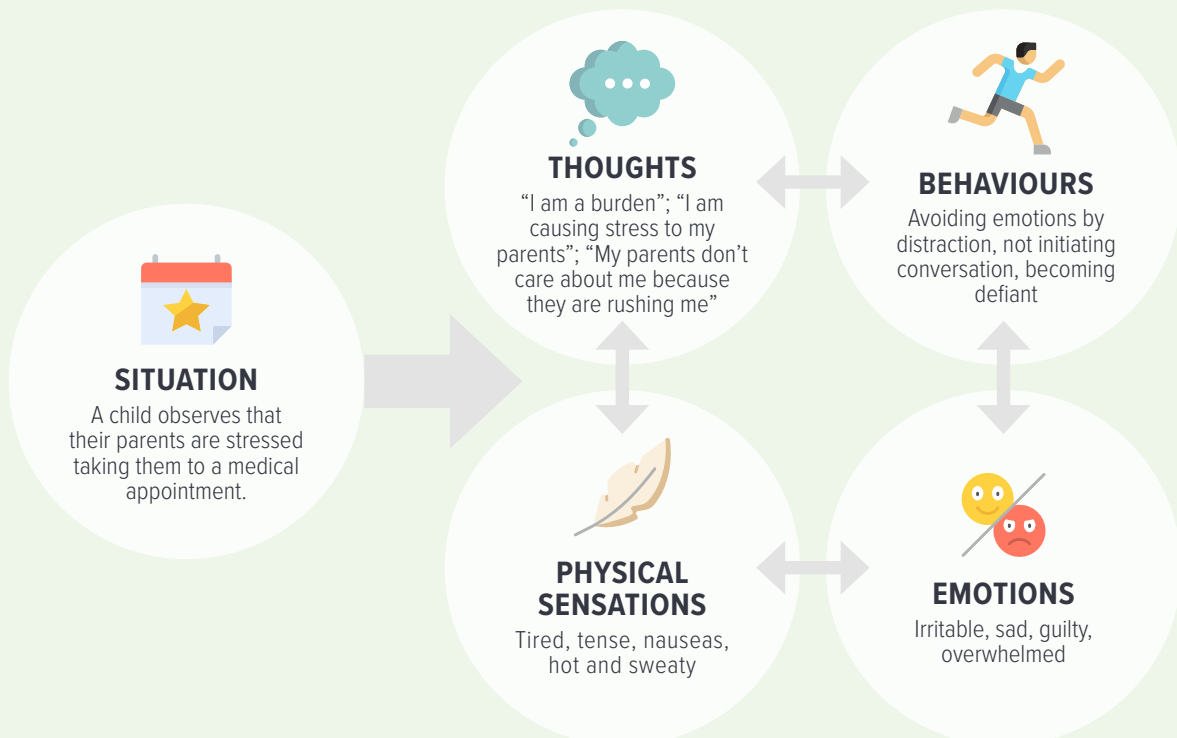 SITUATION
A child observes that
their parents are stressed
taking them to a medical
appointment.
THOUGHTS
“I am a burden”; “I am
causing stress to my
parents”; “My parents don’t
care about me because
they are rushing me”
BEHAVIOURS
Avoiding emotions by
distraction, not initiating
conversation, becoming
defiant
PHYSICAL
SENSATIONS
Tired, tense, nauseas,
hot and sweaty
EMOTIONS
Irritable, sad, guilty,
overwhelmed